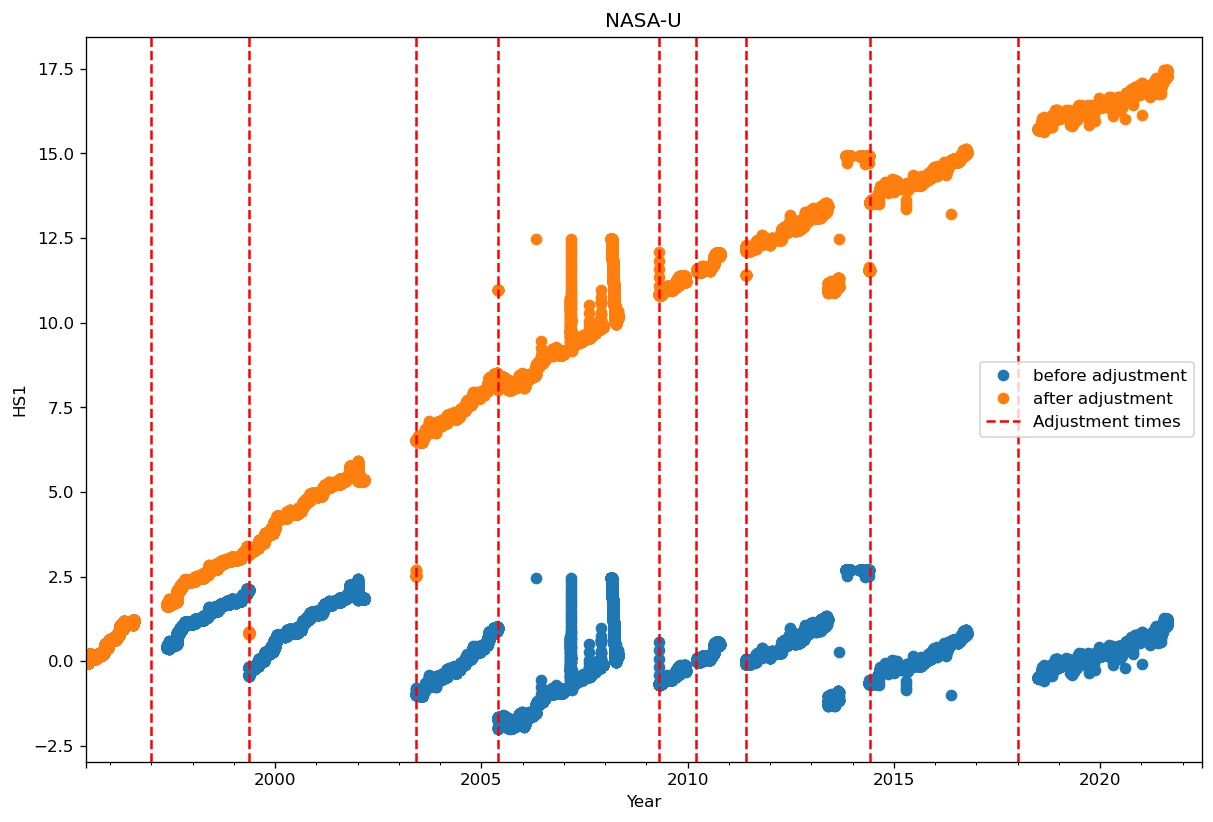 NASA-U
17.5
15.0
12.5
10.0
7.5
5.0
2.5
0.0
−2.5
HS1
before adjustment
after adjustment
Adjustment times
2000 2005 2010 2015 2020
Year